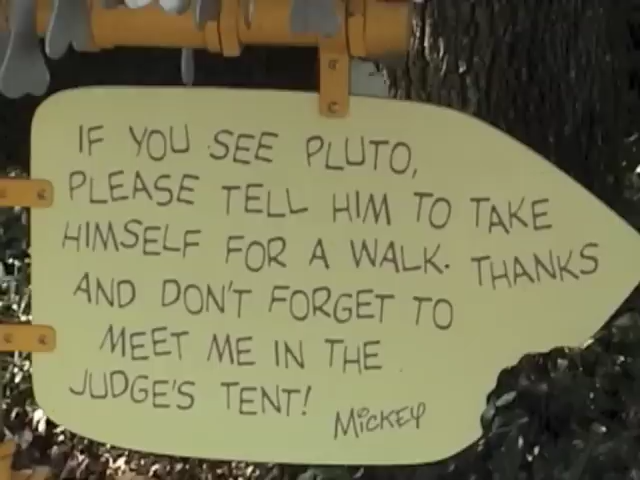 IF YOU SEE PLUTO,
PLEASE TELL HIM TO TAKE
HIMSELF FOR A WALK. THANKS
AND DON'T FORGET TO
MEET ME IN THE
JUDGE'S TENT!
MiCKEY